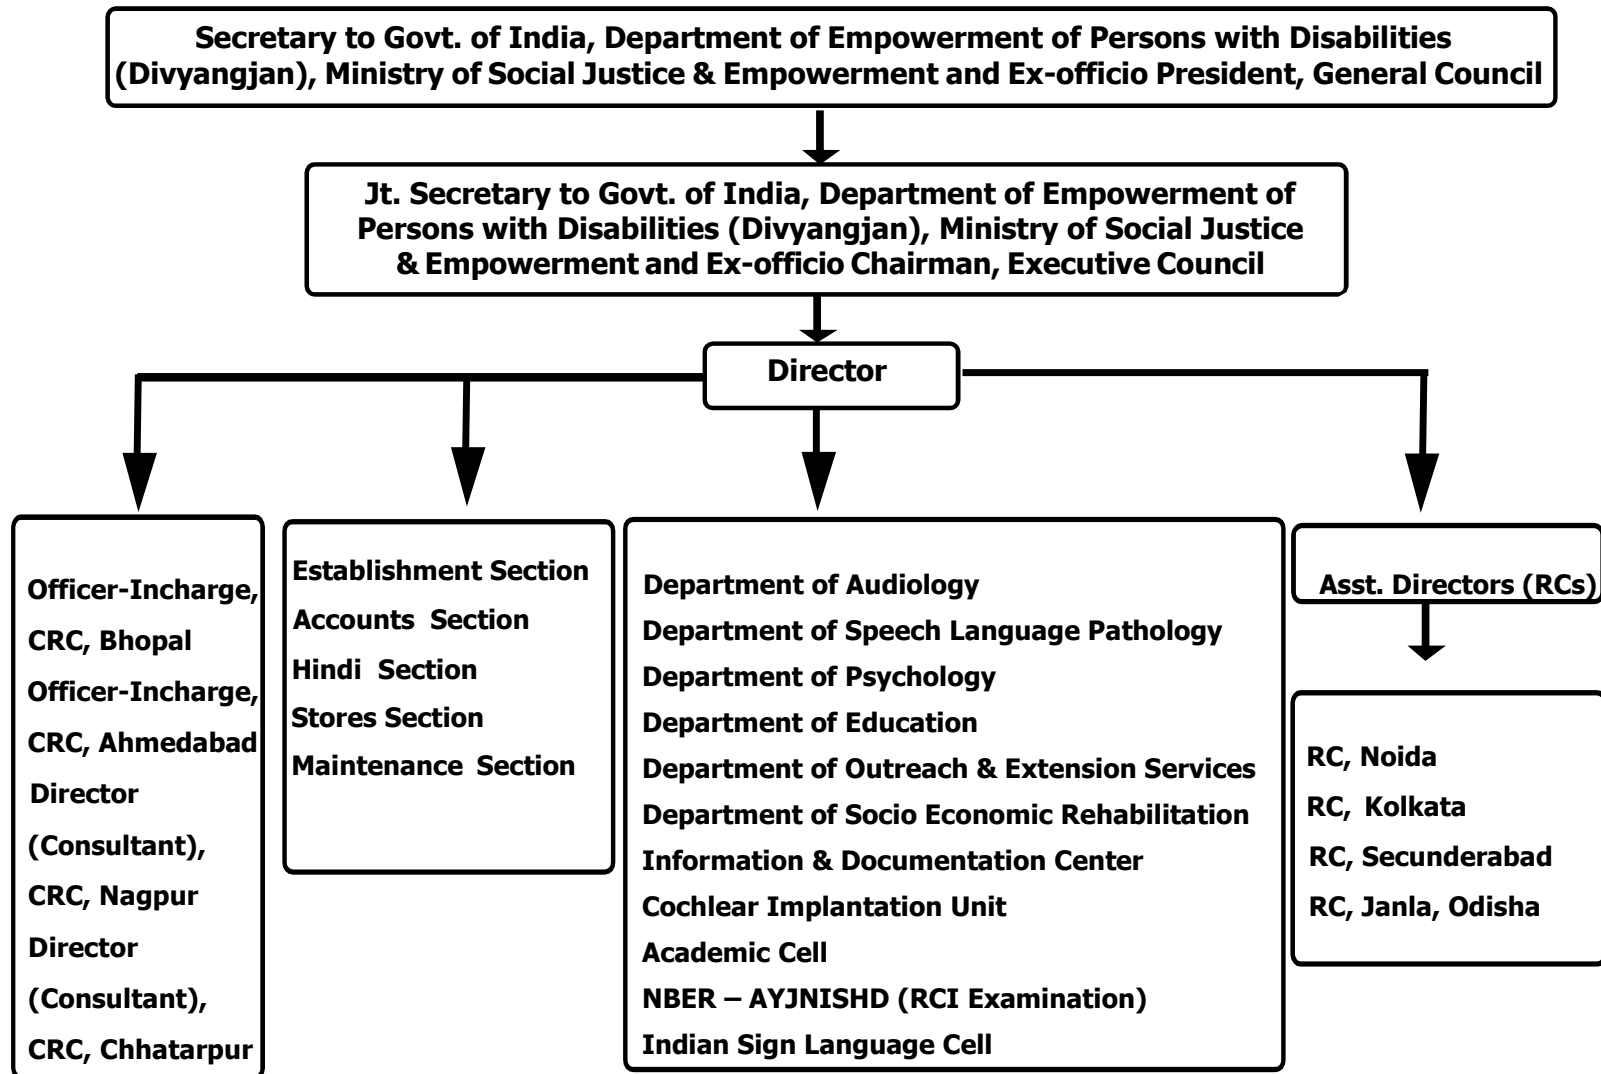 Secretary to Govt. of India, Department of Empowerment of Persons with Disabilities
(Divyangjan), Ministry of Social Justice & Empowerment and Ex-officio President, General Council
Jt. Secretary to Govt. of India, Department of Empowerment of
Persons with Disabilities (Divyangjan), Ministry of Social Justice
& Empowerment and Ex-officio Chairman, Executive Council
Director
Officer-Incharge,
CRC, Bhopal
Officer-Incharge,
CRC, Ahmedabad
Director
(Consultant),
CRC, Nagpur
Director
(Consultant),
CRC, Chhatarpur
Establishment Section
Accounts Section
Hindi Section
Stores Section
Maintenance Section
Department of Audiology
Department of Speech Language Pathology
Department of Psychology
Department of Education
Department of Outreach & Extension Services
Department of Socio Economic Rehabilitation
Information & Documentation Center
Cochlear Implantation Unit
Academic Cell
NBER – AYJNISHD (RCI Examination)
Indian Sign Language Cell
Asst. Directors (RCs)
RC, Noida
RC, Kolkata
RC, Secunderabad
RC, Janla, Odisha